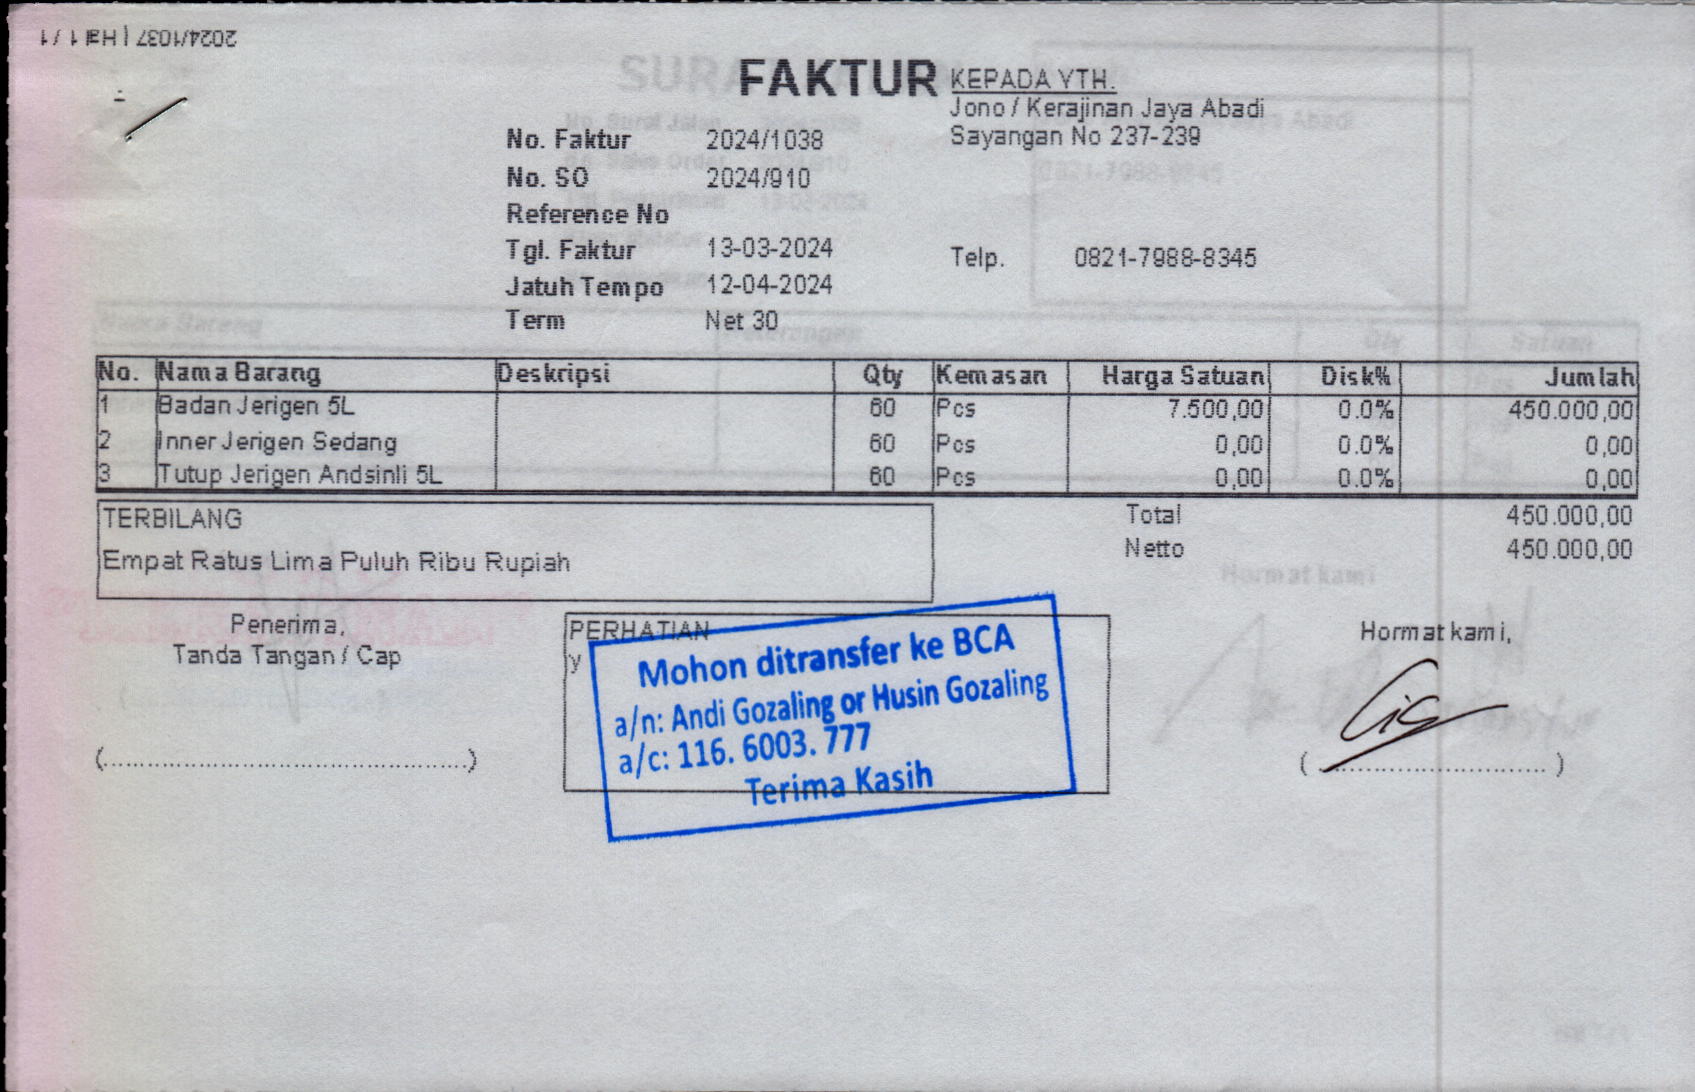 2024/1037 | Hal 1 / 1
FAKTUR
No. Faktur 2024/1038
No. SO 2024/910
Reference No
Tgl. Faktur 13-03-2024
Jatuh Tempo 12-04-2024
Term Net 30
KEPADA YTH.
Jono / Kerajinan Jaya Abadi
Sayangan No 237-239
Telp. 0821-7988-8345
No. Nama Barang Deskripsi Qty Kemasan Harga Satuan Disk% Jumlah
1 Badan Jerigen 5L 60 Pcs 7.500,00 0.0% 450.000,00
2 Inner Jerigen Sedang 60 Pcs 0,00 0.0% 0,00
3 Tutup Jerigen Andsinli 5L 60 Pcs 0,00 0.0% 0,00
Total 450.000,00
Netto 450.000,00
TERBILANG
Empat Ratus Lima Puluh Ribu Rupiah
Penerima,
Tanda Tangan / Cap
(................................................)
PERHATIAN
y
Mohon ditransfer ke BCA
a/n: Andi Gozaling or Husin Gozaling
a/c: 116. 6003. 777
Terima Kasih
Hormat kami,
( ................................ )